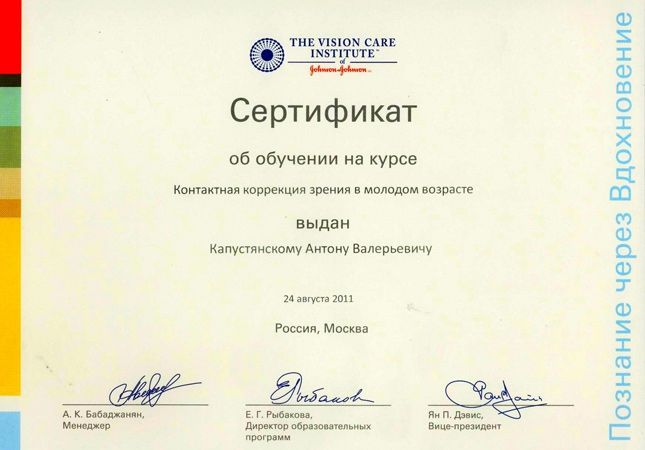 THE VISION CARE
INSTITUTE™
of
Johnson & Johnson
Сертификат
об обучении на курсе
Контактная коррекция зрения в молодом возрасте
выдан
Капустянскому Антону Валерьевичу
24 августа 2011
Россия, Москва
Рыбакова
А. К. Бабаджанян,
Менеджер
Е. Г. Рыбакова,
Директор образовательных
программ
Ян П. Дэвис,
Вице-президент
Познание через Вдохновение